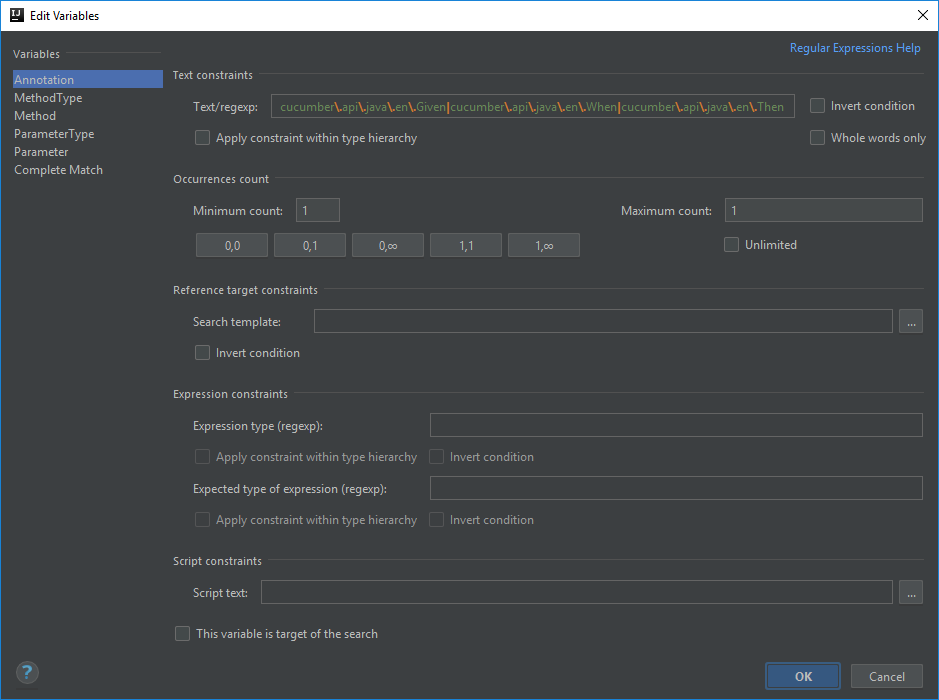 Edit Variables
Variables
Annotation
MethodType
Method
ParameterType
Parameter
Complete Match
Regular Expressions Help
Text constraints
Text/regexp: cucumber\.api\.java\.en\.Given|cucumber\.api\.java\.en\.When|cucumber\.api\.java\.en\.Then Invert condition
Apply constraint within type hierarchy Whole words only
Occurrences count
Minimum count: 1 Maximum count: 1
0,0 0,1 0,∞ 1,1 1,∞ Unlimited
Reference target constraints
Search template: ...
Invert condition
Expression constraints
Expression type (regexp):
Apply constraint within type hierarchy Invert condition
Expected type of expression (regexp):
Apply constraint within type hierarchy Invert condition
Script constraints
Script text: ...
This variable is target of the search
? OK Cancel